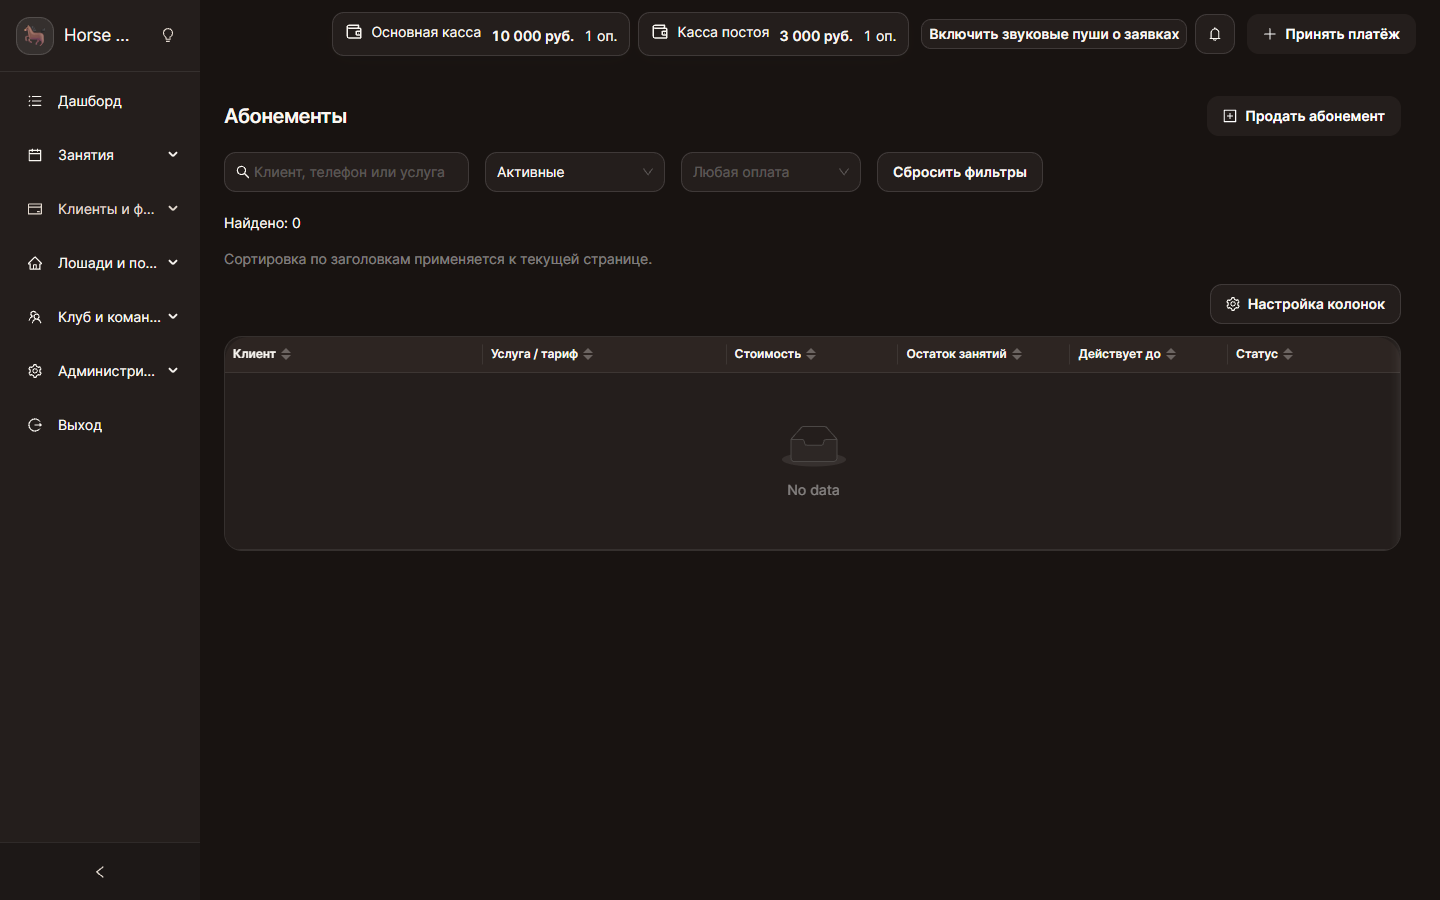 Horse ...
Основная касса 10 000 руб. 1 оп.
Касса постоя 3 000 руб. 1 оп.
Включить звуковые пуши о заявках
Принять платёж
Дашборд
Занятия
Клиенты и ф...
Лошади и по...
Клуб и коман...
Администри...
Выход
Абонементы
Продать абонемент
Клиент, телефон или услуга
Активные
Любая оплата
Сбросить фильтры
Найдено: 0
Сортировка по заголовкам применяется к текущей странице.
Настройка колонок
Клиент Услуга / тариф Стоимость Остаток занятий Действует до Статус
No data